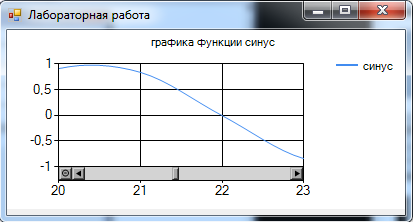 Лабораторная работа
графика функции синус
синус
1
0,5
0
-0,5
-1
20 21 22 23